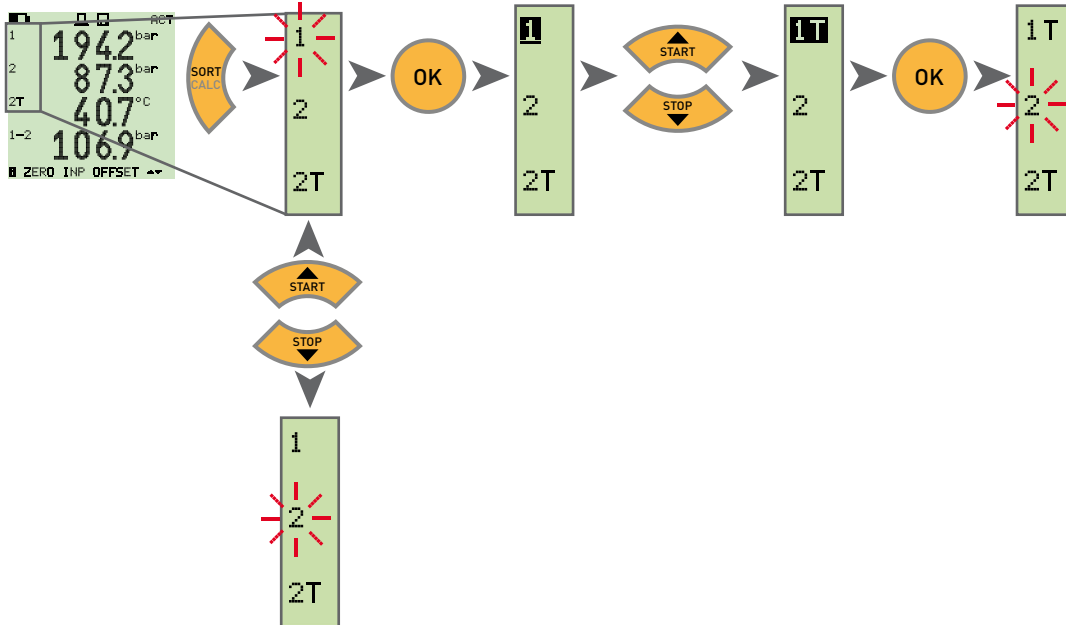 ACT
1 194.2 bar
2 87.3 bar
2T 40.7 °C
1-2 106.9 bar
ZERO INP OFFSET
SORT
CALC
1
2
2T
OK
1
2
2T
START
STOP
1T
2
2T
OK
1T
2
2T
START
STOP
1
2
2T